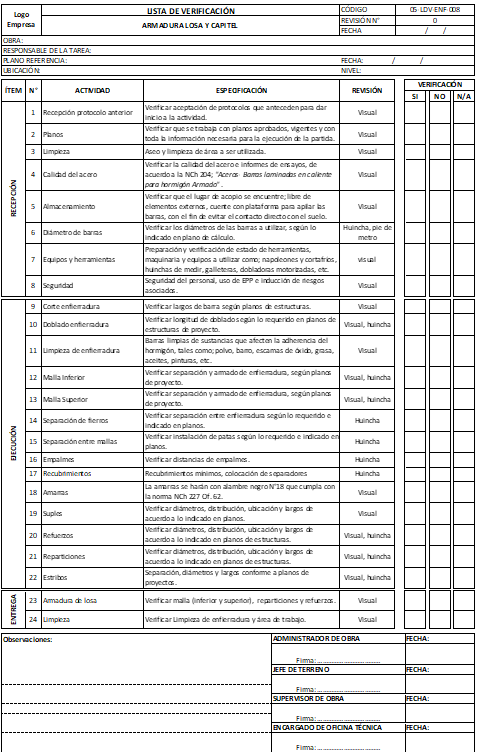 Logo Empresa
LISTA DE VERIFICACIÓN
ARMADURA LOSA Y CAPITEL
CÓDIGO 05-LDV-ENF-008
REVISIÓN N° 0
FECHA / /
OBRA:
RESPONSABLE DE LA TAREA:
PLANO REFERENCIA: FECHA: / /
UBICACIÓN: NIVEL:
ÍTEM N° ACTIVIDAD ESPECIFICACIÓN REVISIÓN VERIFICACIÓN
SI NO N/A
RECEPCIÓN
1 Recepción protocolo anterior Verificar aceptación de protocolos que anteceden para dar inicio a la actividad. Visual
2 Planos Verificar que se trabaja con planos aprobados, vigentes y con toda la información necesaria para la ejecución de la partida. Visual
3 Limpieza Aseo y limpieza de área a ser utilizada. Visual
4 Calidad del acero Verificar la calidad del acero e informes de ensayos, de acuerdo a la NCh 204; "Aceros- Barras laminadas en caliente para hormigón Armado". Visual
5 Almacenamiento Verificar que el lugar de acopio se encuentre; libre de elementos externos, cuente con plataforma para apilar las barras, con el fin de evitar el contacto directo con el suelo. Visual
6 Diámetro de barras Verificar los diámetros de las barras a utilizar, según lo indicado en plano de cálculo. Huincha, pie de metro
7 Equipos y herramientas Preparación y verificación de estado de herramientas, maquinaria y equipos a utilizar como; napoleones y cortafríos, huinchas de medir, galleteras, dobladoras motorizadas, etc. visual
8 Seguridad Seguridad del personal, uso de EPP e inducción de riesgos asociados. Visual
EJECUCIÓN
9 Corte enfierradura Verificar largos de barra según planos de estructuras. Visual
10 Doblado enfierradura Verificar longitud de doblado según lo requerido en planos de estructuras de proyecto. Visual, huincha
11 Limpieza de enfierradura Barras limpias de sustancias que afecten la adherencia del hormigón, tales como; polvo, barro, escamas de óxido, grasa, aceites, pinturas, etc. Visual
12 Malla Inferior Verificar separación y armado de enfierradura, según planos de proyecto. Visual, huincha
13 Malla Superior Verificar separación y armado de enfierradura, según planos de proyecto. Visual, huincha
14 Separación de fierros Verificar separación entre enfierradura según lo requerido e indicado en planos. Huincha
15 Separación entre mallas Verificar instalación de patas según lo requerido e indicado en planos. Huincha
16 Empalmes Verificar distancias de empalmes. Huincha
17 Recubrimientos Recubrimientos mínimos, colocación de separadores Huincha
18 Amarras La amarras se harán con alambre negro N°18 que cumpla con la norma NCh 227 Of. 62. Visual
19 Suples Verificar diámetros, distribución, ubicación y largos de acuerdo a lo indicado en planos. Visual
20 Refuerzos Verificar diámetros, distribución, ubicación y largos de acuerdo a lo indicado en planos de estructuras. Visual, huincha
21 Reparticiones Verificar diámetros, distribución, ubicación y largos de acuerdo a lo indicado en planos de estructuras. Visual, huincha
22 Estribos Separación, diámetros y largos conforme a planos de proyectos. Visual, huincha
ENTREGA
23 Armadura de losa Verificar malla (inferior y superior), reparticiones y refuerzos. Visual
24 Limpieza Verificar Limpieza de enfierradura y área de trabajo. Visual
Observaciones:
ADMINISTRADOR DE OBRA FECHA:
Firma:..................................
JEFE DE TERRENO FECHA:
Firma:..................................
SUPERVISOR DE OBRA FECHA:
Firma:..................................
ENCARGADO DE OFICINA TÉCNICA FECHA:
Firma:..................................